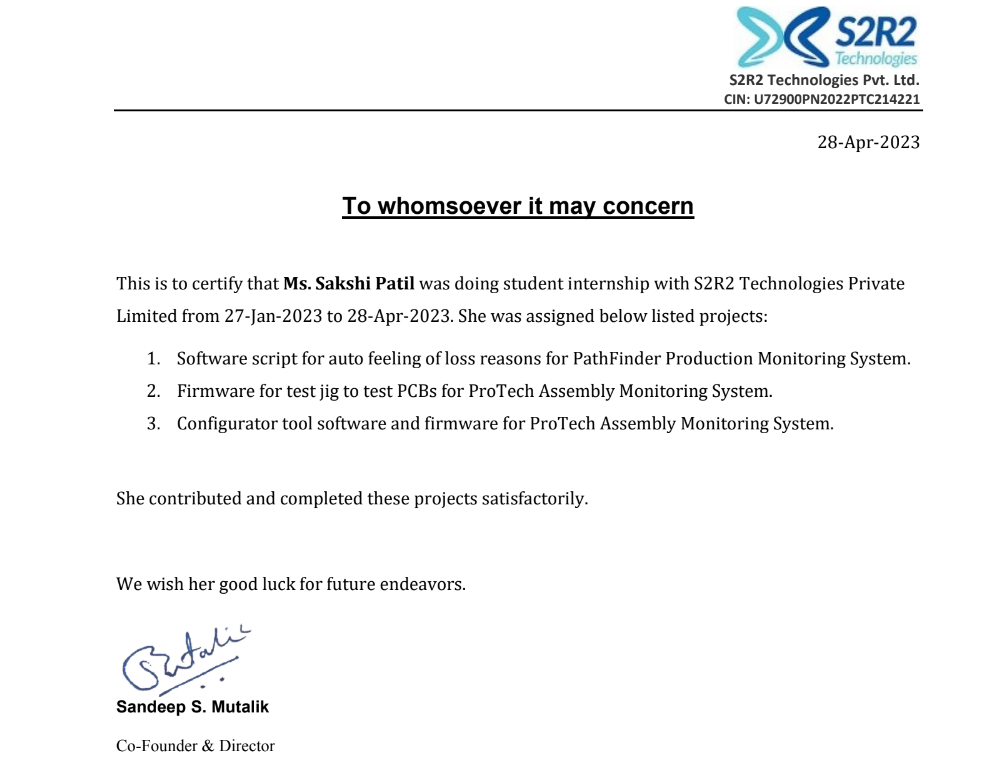 S2R2
Technologies
S2R2 Technologies Pvt. Ltd.
CIN: U72900PN2022PTC214221
28-Apr-2023
To whomsoever it may concern
This is to certify that Ms. Sakshi Patil was doing student internship with S2R2 Technologies Private
Limited from 27-Jan-2023 to 28-Apr-2023. She was assigned below listed projects:
1. Software script for auto feeling of loss reasons for PathFinder Production Monitoring System.
2. Firmware for test jig to test PCBs for ProTech Assembly Monitoring System.
3. Configurator tool software and firmware for ProTech Assembly Monitoring System.
She contributed and completed these projects satisfactorily.
We wish her good luck for future endeavors.
SMutalik
Sandeep S. Mutalik
Co-Founder & Director